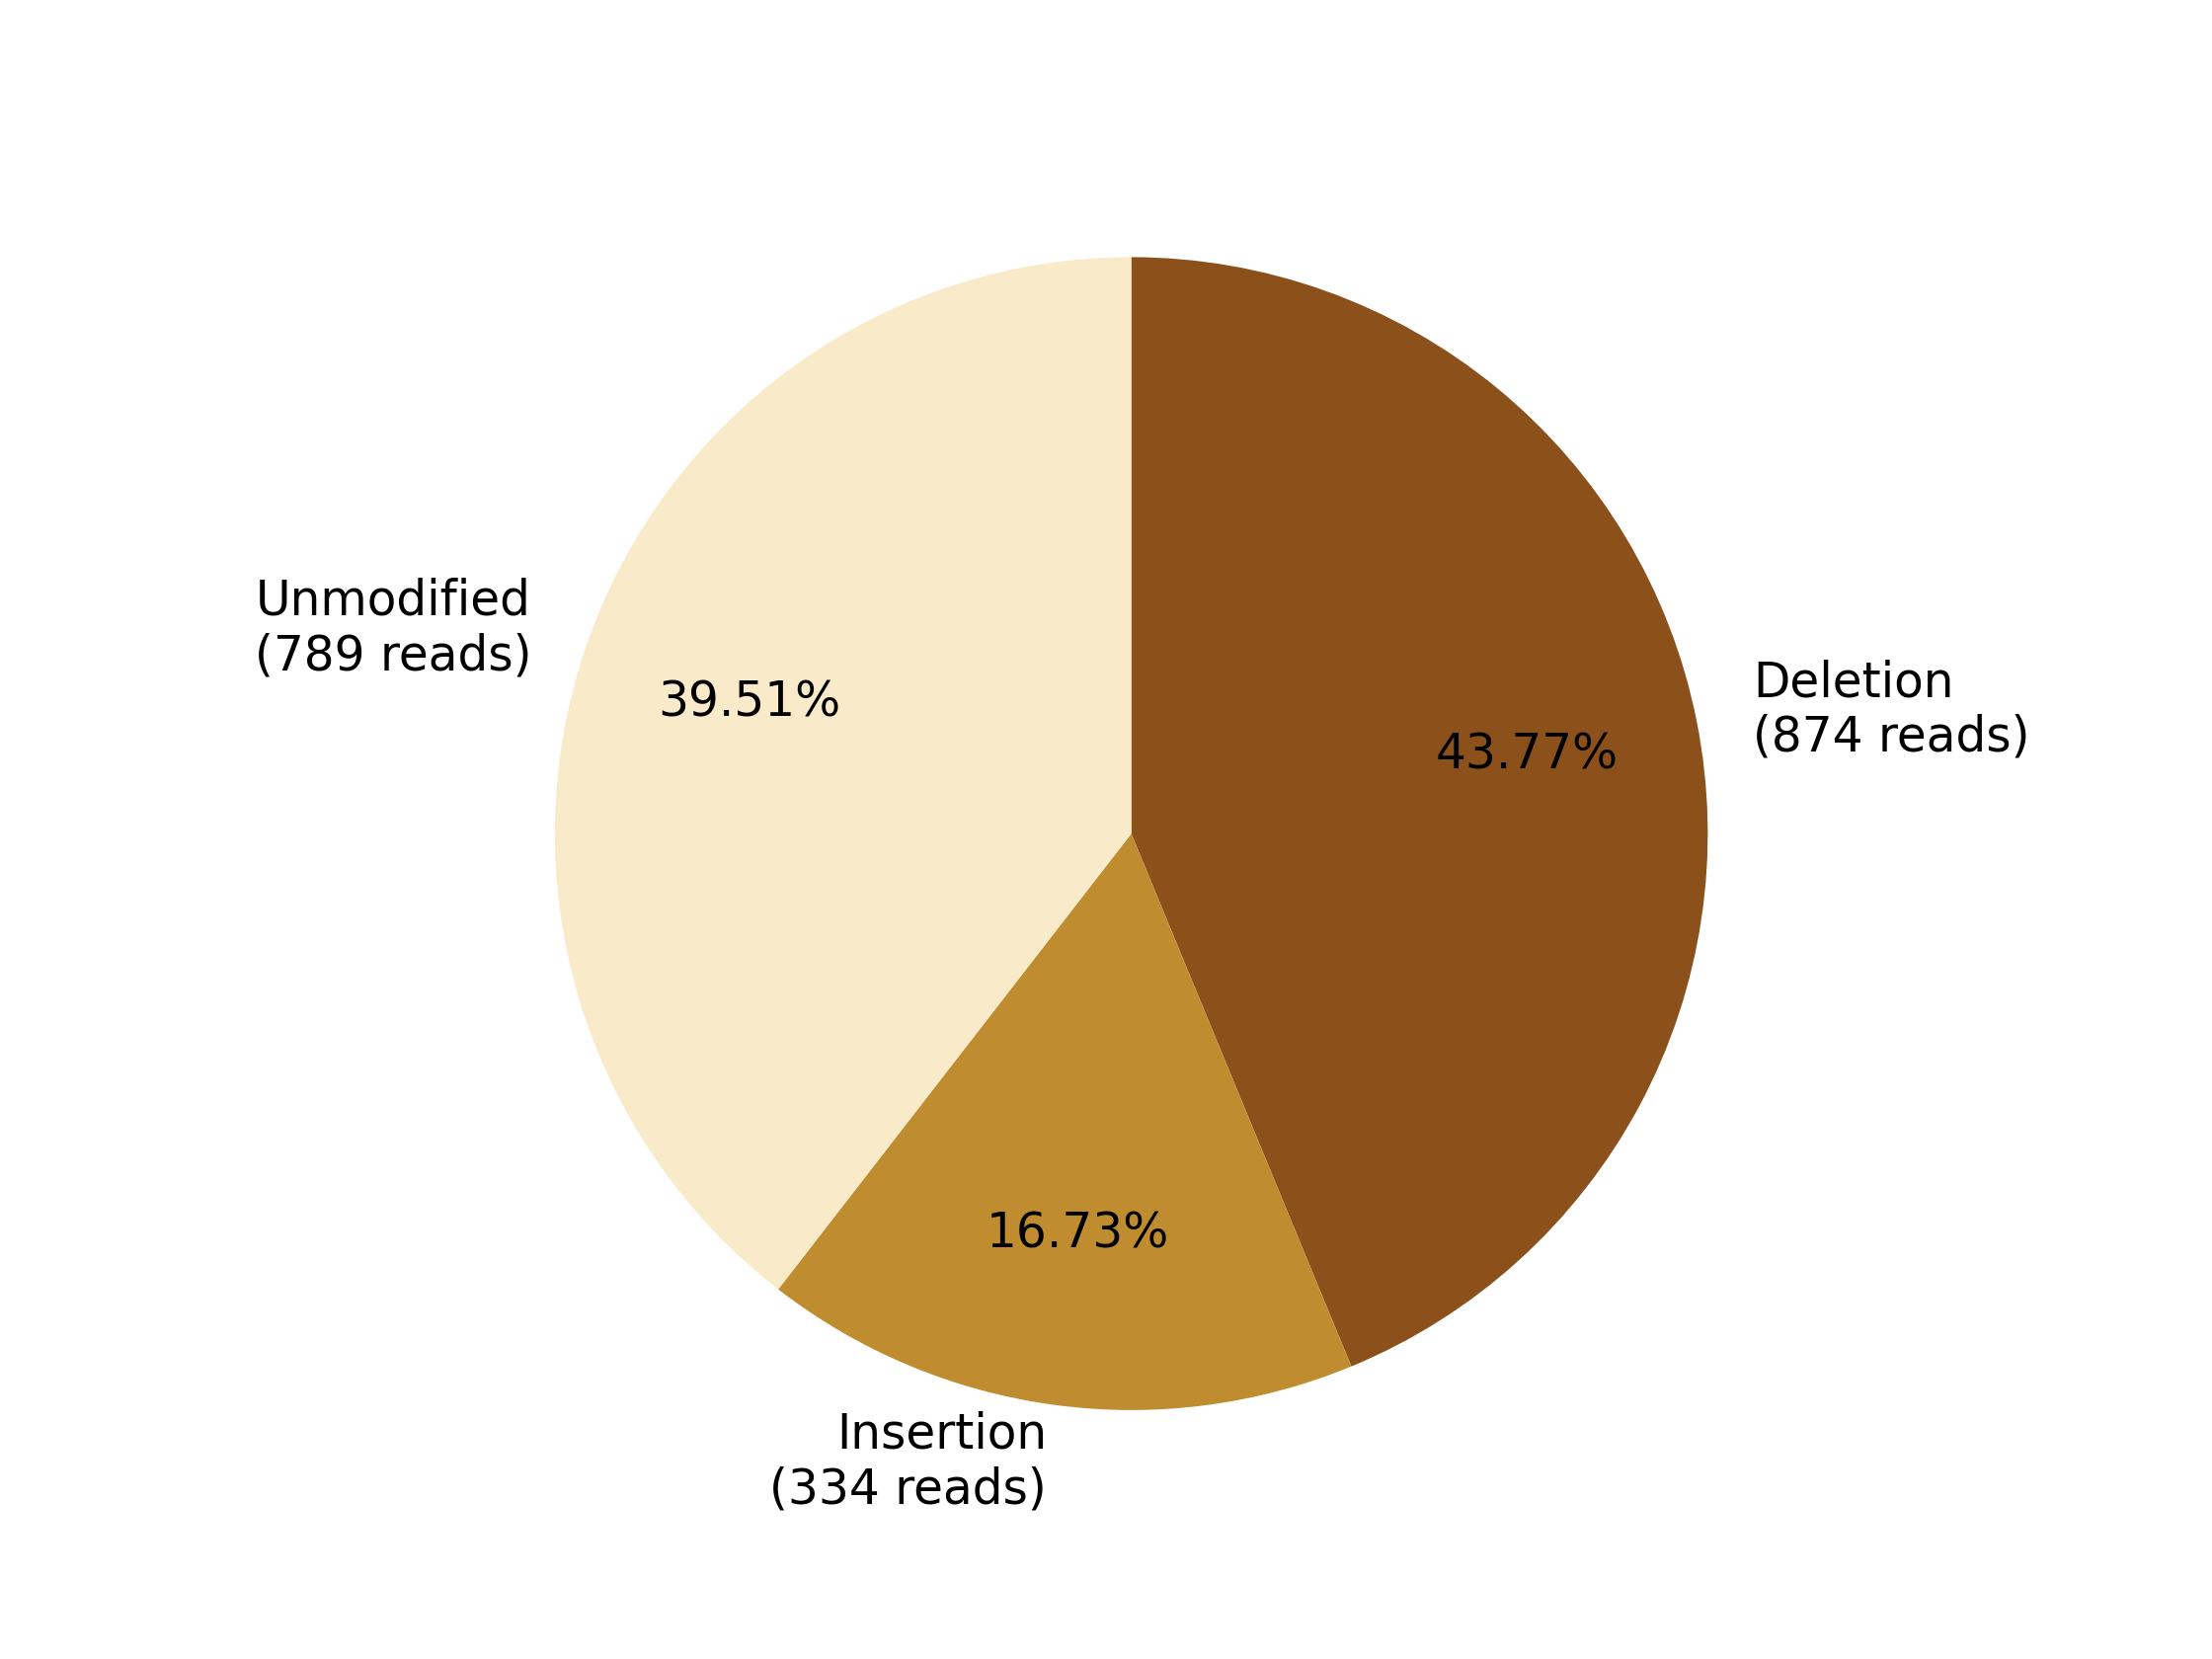 Unmodified
(789 reads)
39.51%
Deletion
(874 reads)
43.77%
16.73%
Insertion
(334 reads)